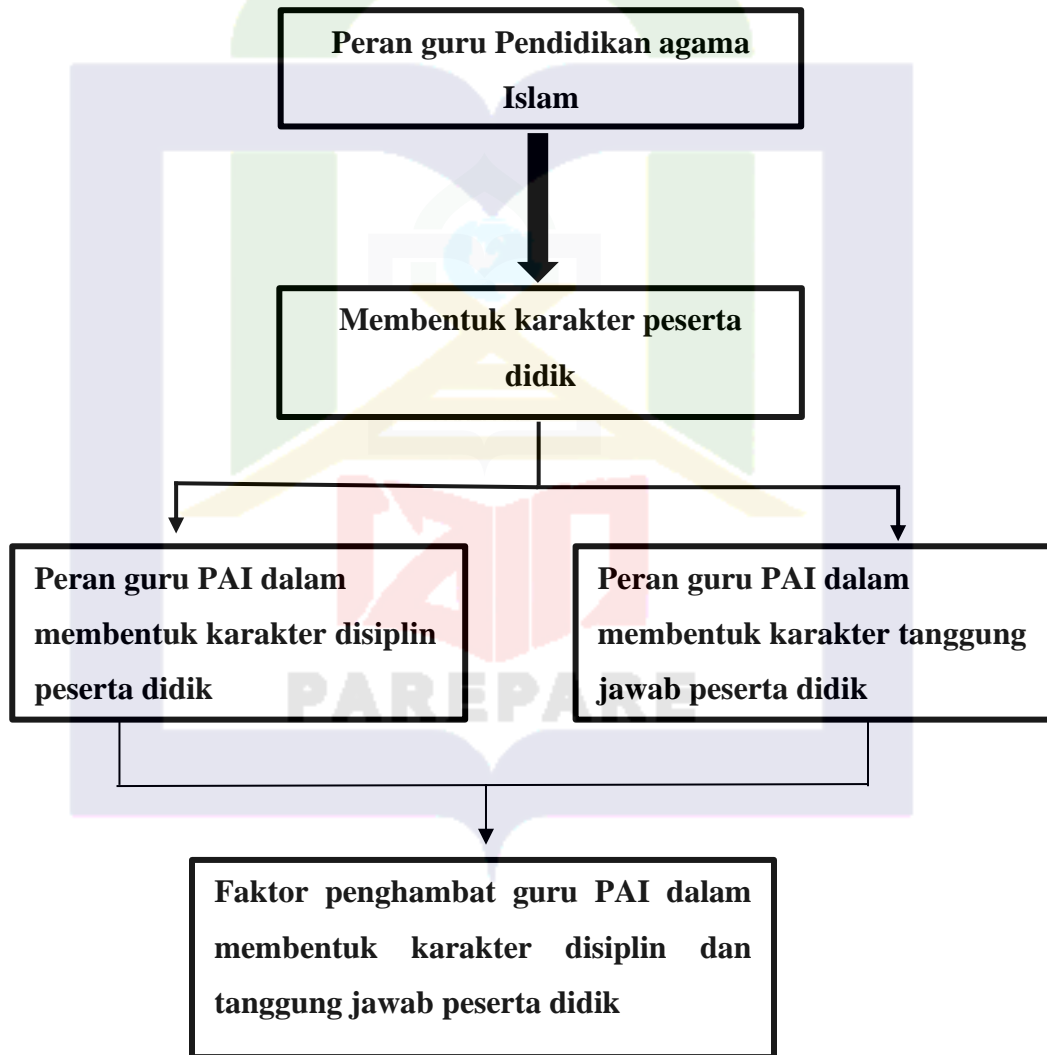 Peran guru Pendidikan agama
Islam
Membentuk karakter peserta
didik
Peran guru PAI dalam
membentuk karakter disiplin
peserta didik
Peran guru PAI dalam
membentuk karakter tanggung
jawab peserta didik
PAREPARE
Faktor penghambat guru PAI dalam
membentuk karakter disiplin dan
tanggung jawab peserta didik